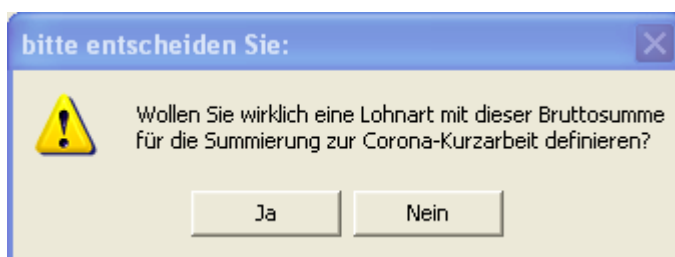 bitte entscheiden Sie:
Wollen Sie wirklich eine Lohnart mit dieser Bruttosumme
für die Summierung zur Corona-Kurzarbeit definieren?
Ja Nein